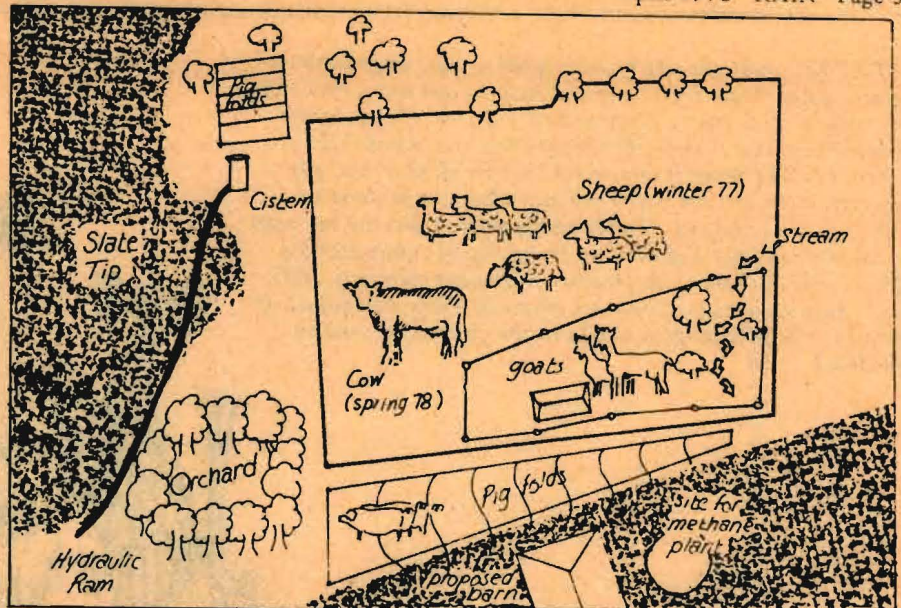 Page
Pig
folds
Cistern
Sheep (winter 77)
Stream
Slate
Tip
goats
Cow
(spring 78)
Orchard
Pig folds
site for
methane
plant
Hydraulic
Ram
proposed
barn